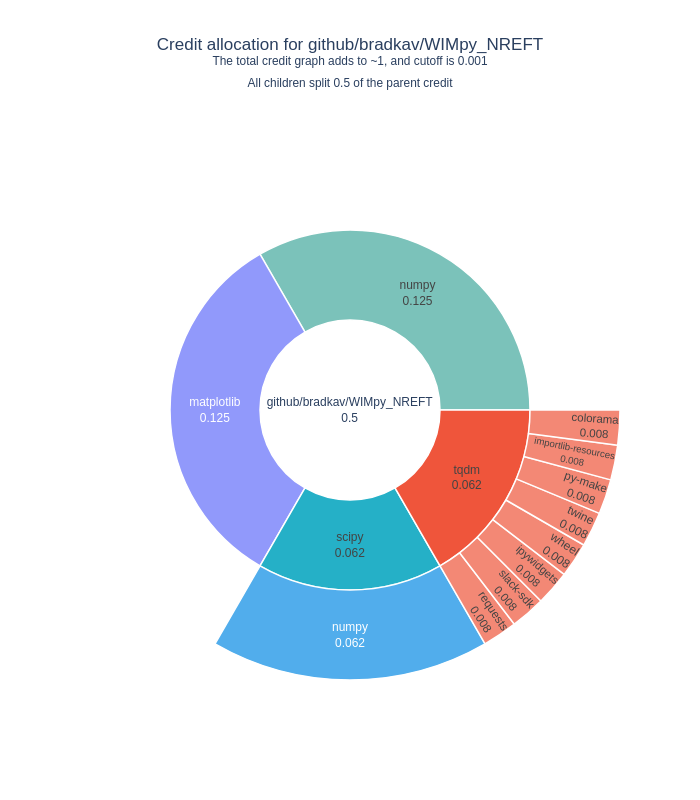 Credit allocation for github/bradkav/WIMpy_NREFT
The total credit graph adds to ~1, and cutoff is 0.001
All children split 0.5 of the parent credit
numpy
0.125
matplotlib
0.125
github/bradkav/WIMpy_NREFT
0.5
colorama
0.008
importlib-resources
0.008
tqdm
0.062
py-make
0.008
twine
0.008
wheel
0.008
ipywidgets
0.008
slack-sdk
0.008
requests
0.008
scipy
0.062
numpy
0.062